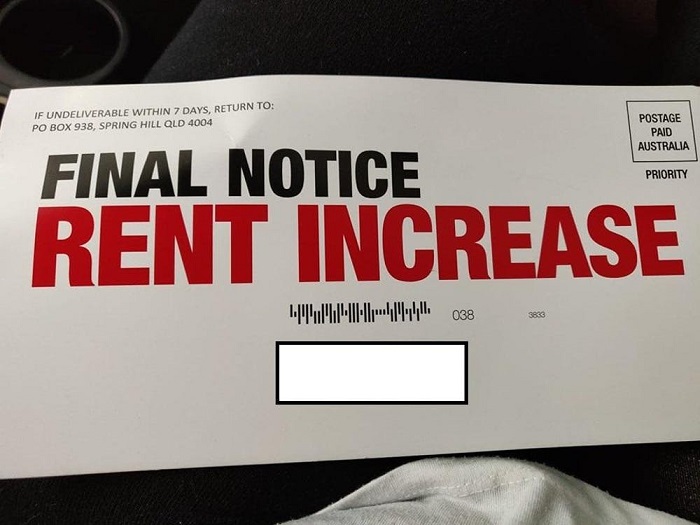 IF UNDELIVERABLE WITHIN 7 DAYS, RETURN TO:
PO BOX 938, SPRING HILL QLD 4004
POSTAGE
PAID
AUSTRALIA
PRIORITY
FINAL NOTICE
RENT INCREASE
038
3833